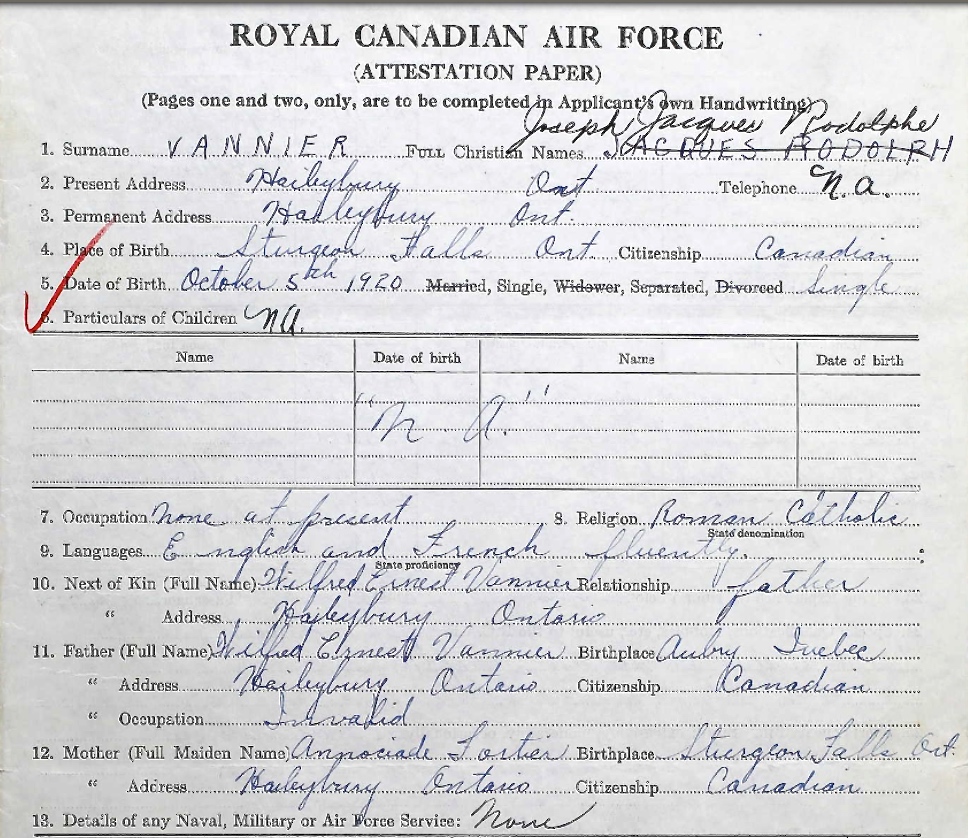 ROYAL CANADIAN AIR FORCE
(ATTESTATION PAPER)
(Pages one and two, only, are to be completed in Applicant's own Handwriting)
Joseph Jacques Rodolphe
1. Surname VANNIER FULL Christian Names JACQUES RODOLPH
2. Present Address Haileybury Ont Telephone N.a.
3. Permanent Address Haileybury Ont.
4. Place of Birth Sturgeon Falls Ont. Citizenship Canadian
5. Date of Birth October 5th 1920 Married, Single, Widower, Separated, Divorced Single
6. Particulars of Children NA.
Name Date of birth Name Date of birth
"N A."
7. Occupation None at present 8. Religion Roman Catholic
State denomination
9. Languages English and French fluently.
State proficiency
10. Next of Kin (Full Name) Wilfred Ernest Vannier Relationship father
" Address Haileybury Ontario
11. Father (Full Name) Wilfred Ernest Vannier Birthplace Aubry Quebec
" Address Haileybury Ontario Citizenship Canadian
" Occupation Invalid
12. Mother (Full Maiden Name) Annociade Fortier Birthplace Sturgeon Falls Ont.
" Address Haileybury Ontario Citizenship Canadian
13. Details of any Naval, Military or Air Force Service: None